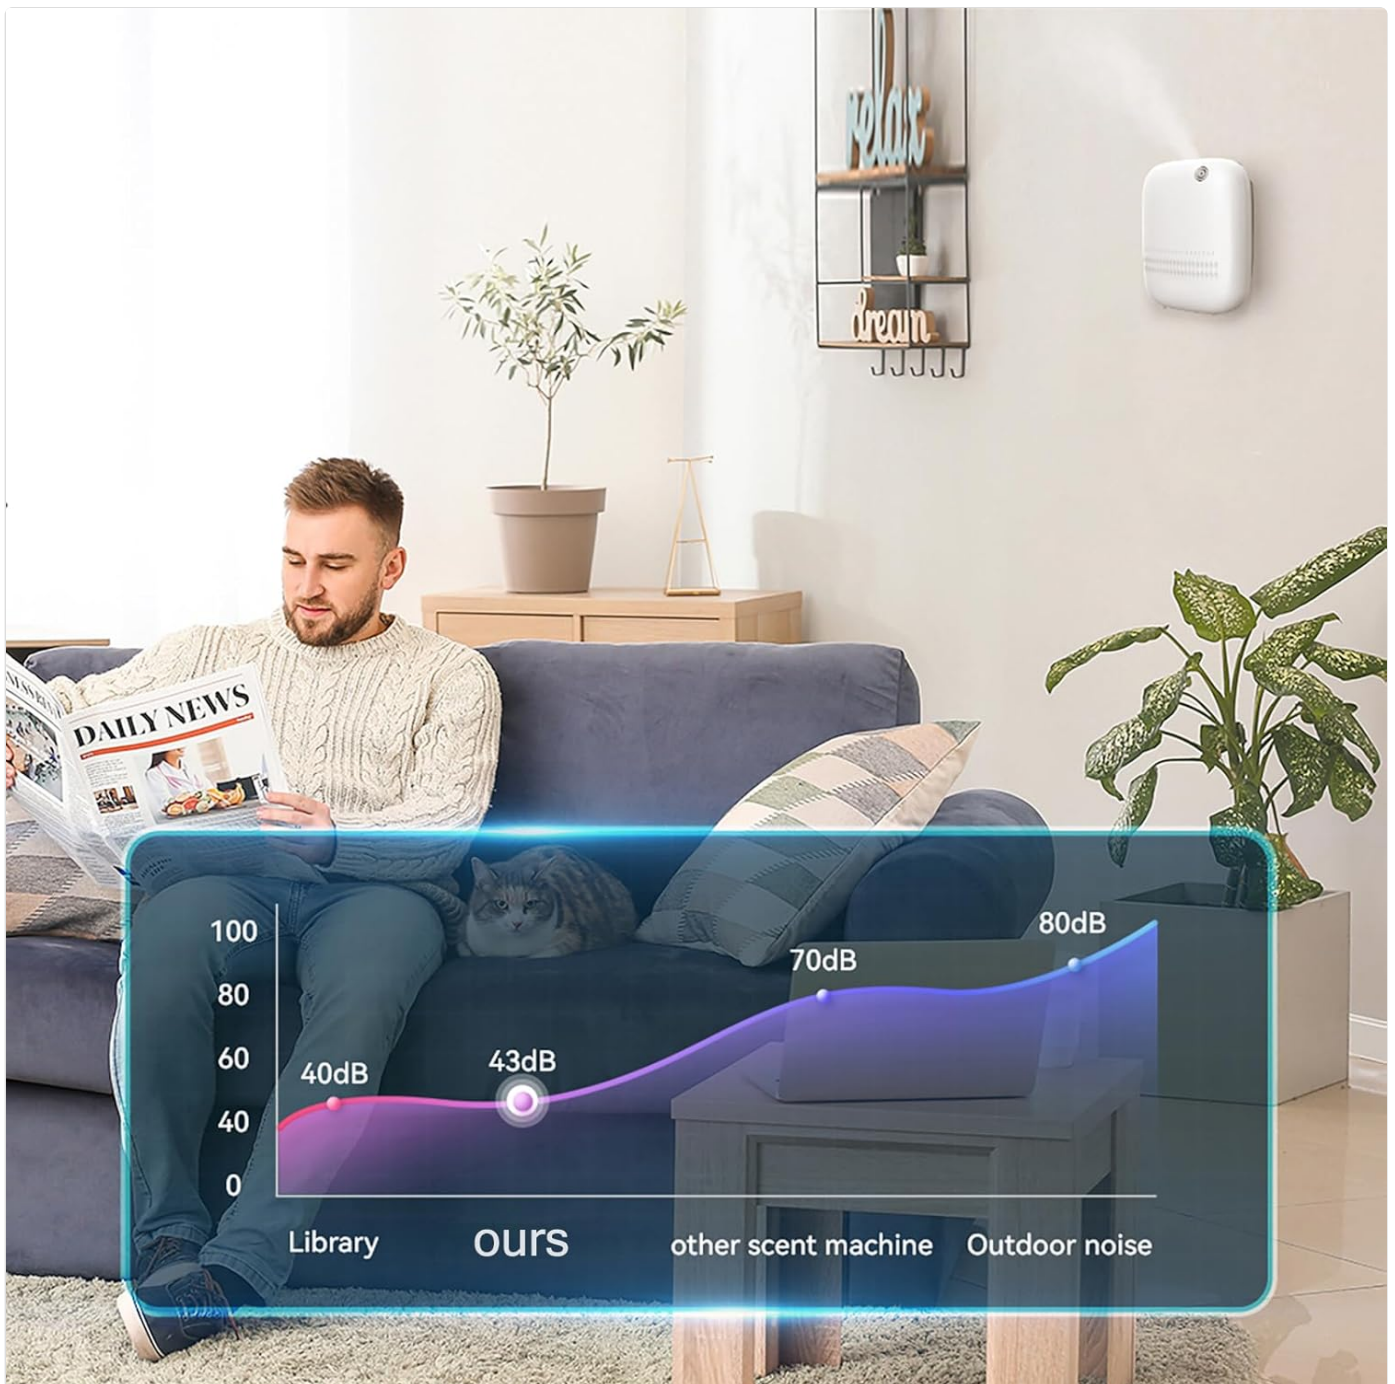 relax
dream
DAILY NEWS
100
80
60
40
0
40dB
43dB
70dB
80dB
Library
ours
other scent machine
Outdoor noise